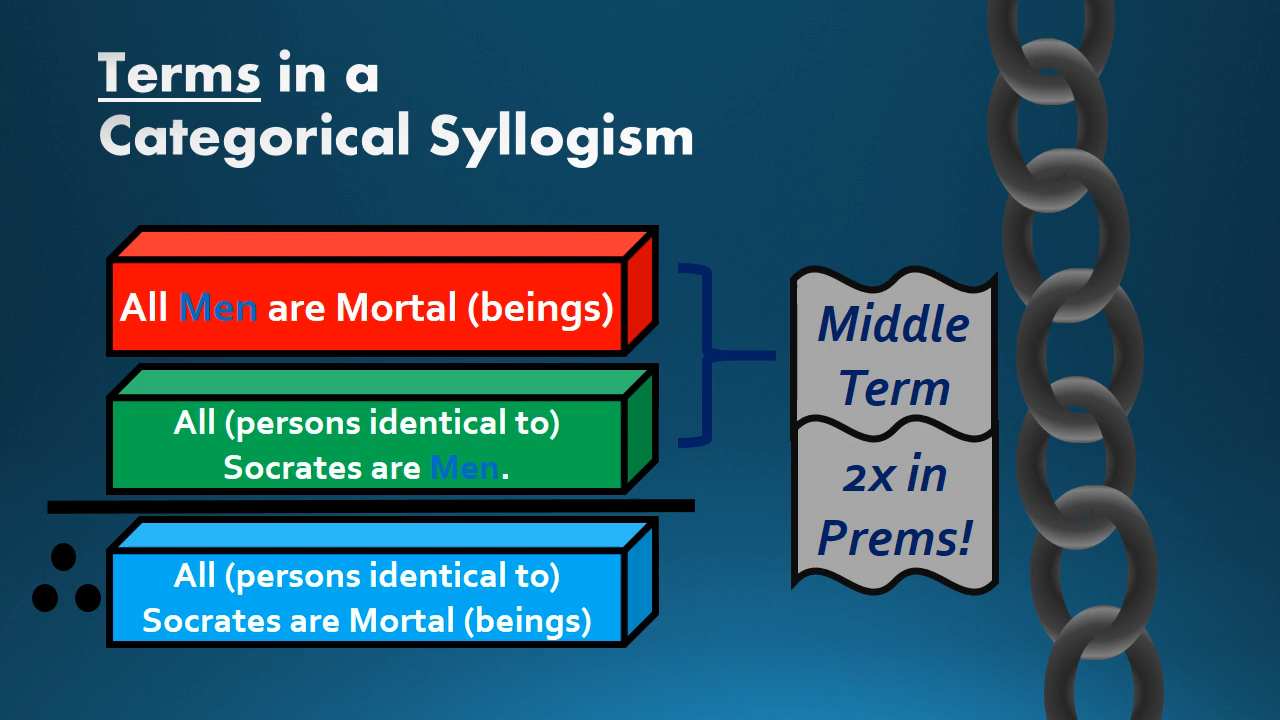 Terms in a
Categorical Syllogism
All Men are Mortal (beings)
All (persons identical to)
Socrates are Men.
All (persons identical to)
Socrates are Mortal (beings)
Middle
Term
2x in
Prems!